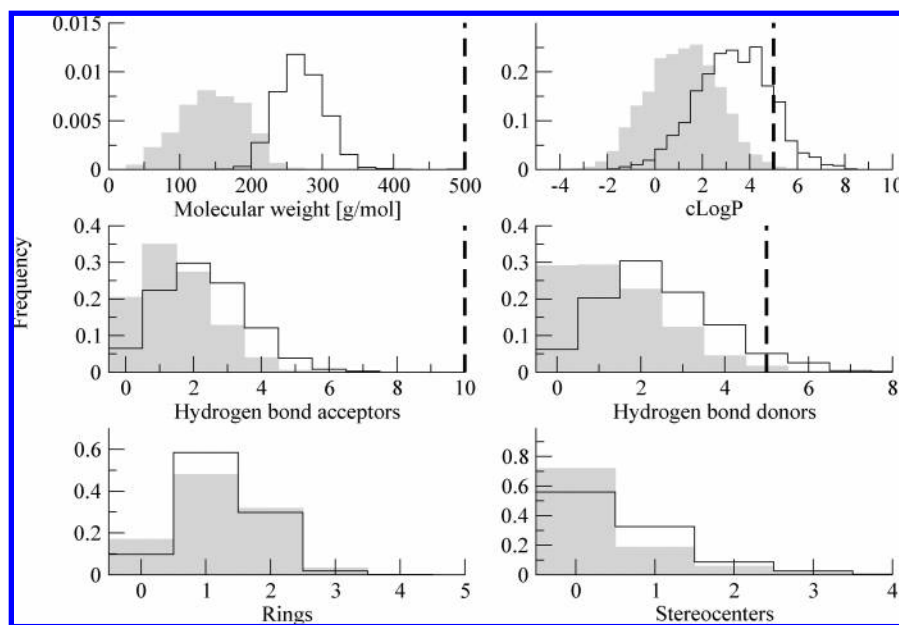 0.015
0.01
0.005
0
0 100 200 300 400 500
Molecular weight [g/mol]
0.2
0.1
0
-4 -2 0 2 4 6 8 10
cLogP
Frequency
0.4
0.3
0.2
0.1
0
0 2 4 6 8 10
Hydrogen bond acceptors
0.4
0.3
0.2
0.1
0
0 2 4 6 8
Hydrogen bond donors
0.6
0.4
0.2
0
0 1 2 3 4 5
Rings
0.8
0.6
0.4
0.2
0
0 1 2 3 4
Stereocenters